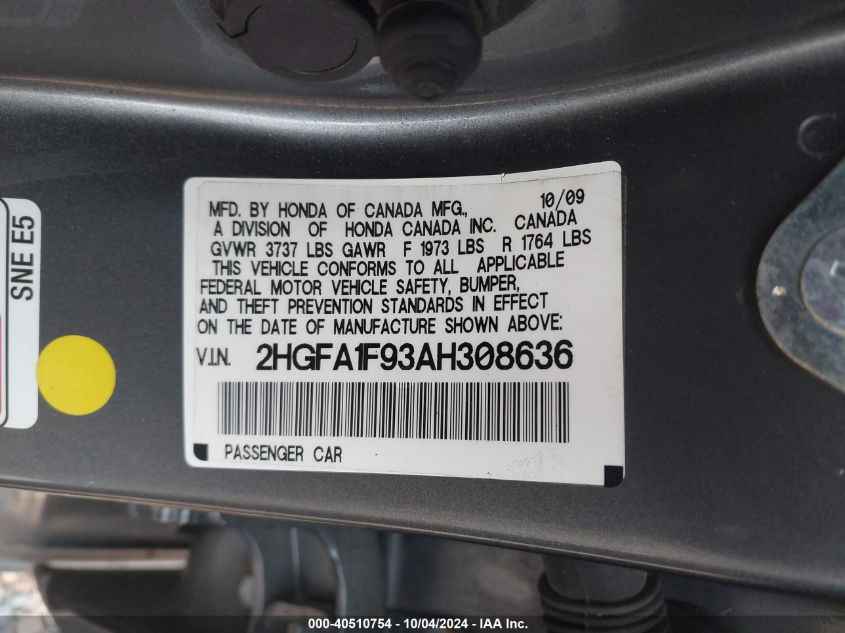 10/09
MFD. BY HONDA OF CANADA MFG.,
A DIVISION OF HONDA CANADA INC. CANADA
GVWR 3737 LBS GAWR F 1973 LBS R 1764 LBS
THIS VEHICLE CONFORMS TO ALL APPLICABLE
FEDERAL MOTOR VEHICLE SAFETY, BUMPER,
AND THEFT PREVENTION STANDARDS IN EFFECT
ON THE DATE OF MANUFACTURE SHOWN ABOVE:
V.I.N. 2HGFA1F93AH308636
PASSENGER CAR
SNE E5
000-40510754 - 10/04/2024 - IAA Inc.